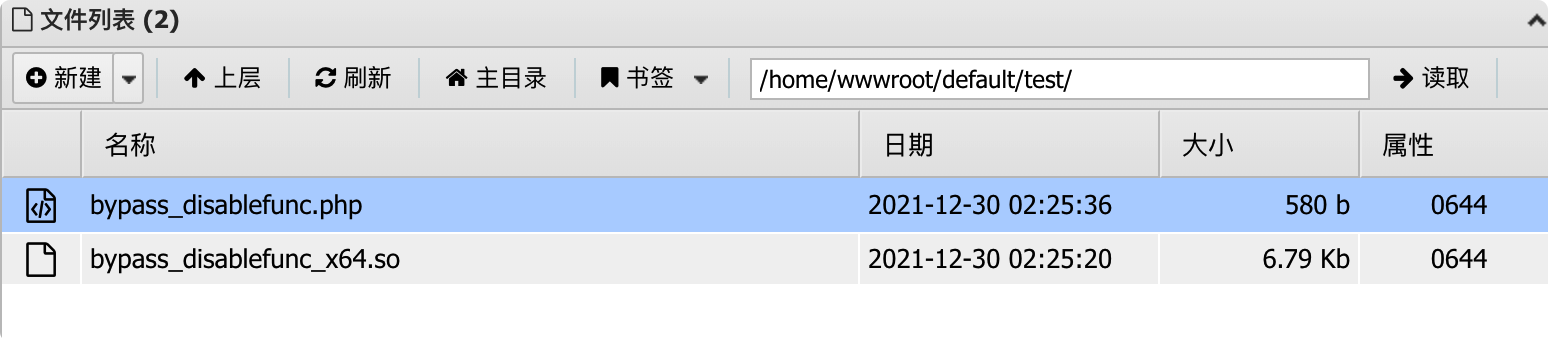 文件列表 (2)
新建 上层 刷新 主目录 书签 /home/wwwroot/default/test/ 读取
名称 日期 大小 属性
bypass_disablefunc.php 2021-12-30 02:25:36 580 b 0644
bypass_disablefunc_x64.so 2021-12-30 02:25:20 6.79 Kb 0644